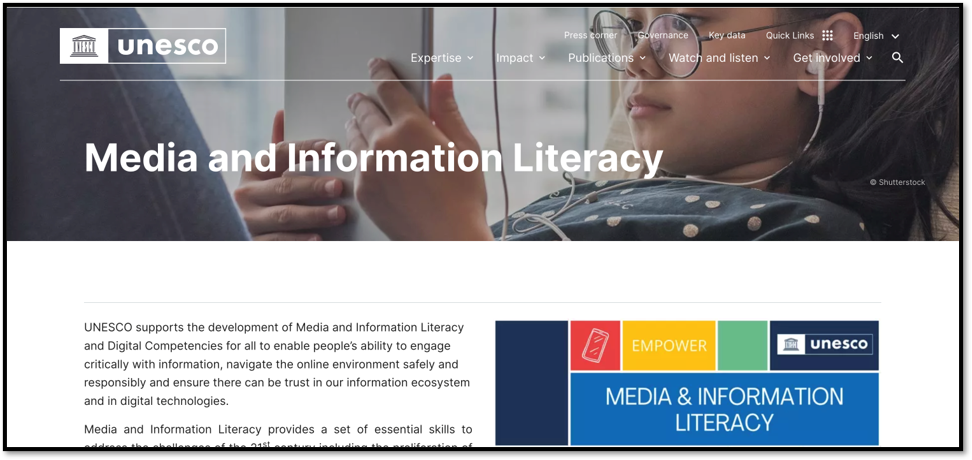 unesco
Press corner Governance Key data Quick Links English
Expertise Impact Publications Watch and listen Get involved
Media and Information Literacy
© Shutterstock
UNESCO supports the development of Media and Information Literacy
and Digital Competencies for all to enable people’s ability to engage
critically with information, navigate the online environment safely and
responsibly and ensure there can be trust in our information ecosystem
and in digital technologies.
Media and Information Literacy provides a set of essential skills to
address the challenges of the 21st century including the proliferation of
EMPOWER
unesco
MEDIA & INFORMATION
LITERACY